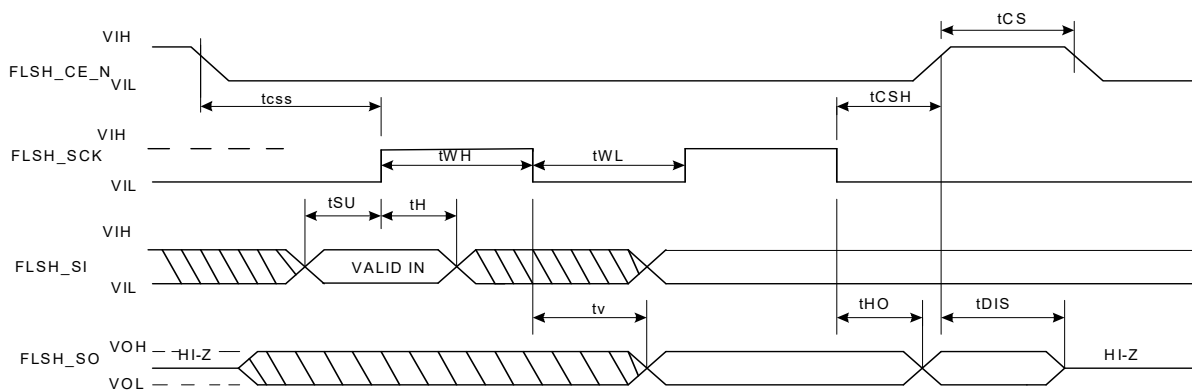 tCS
VIH
FLSH_CE_N
VIL
tcss
tCSH
VIH
FLSH_SCK
tWH
tWL
VIL
tSU
tH
VIH
FLSH_SI
VALID IN
VIL
tv
tHO
tDIS
VOH
FLSH_SO
HI-Z
HI-Z
VOL